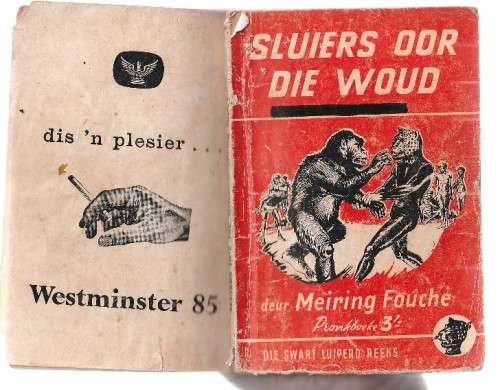 dis 'n plesier . . .
Westminster 85
SLUIERS OOR
DIE WOUD
deur Meiring Fouché
Pronkboeke 3'-
DIE SWART LUIPERD REEKS